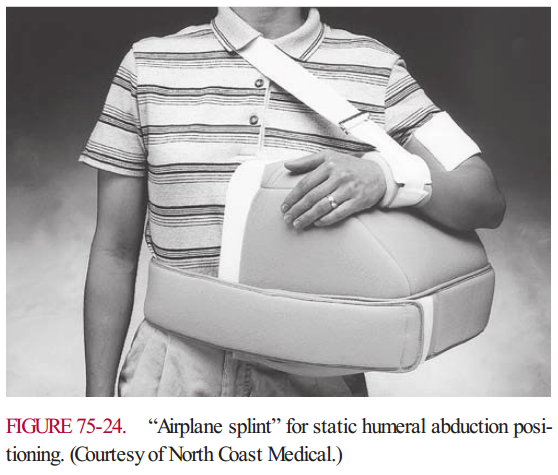 FIGURE 75-24. “Airplane splint” for static humeral abduction posi-
tioning. (Courtesy of North Coast Medical.)